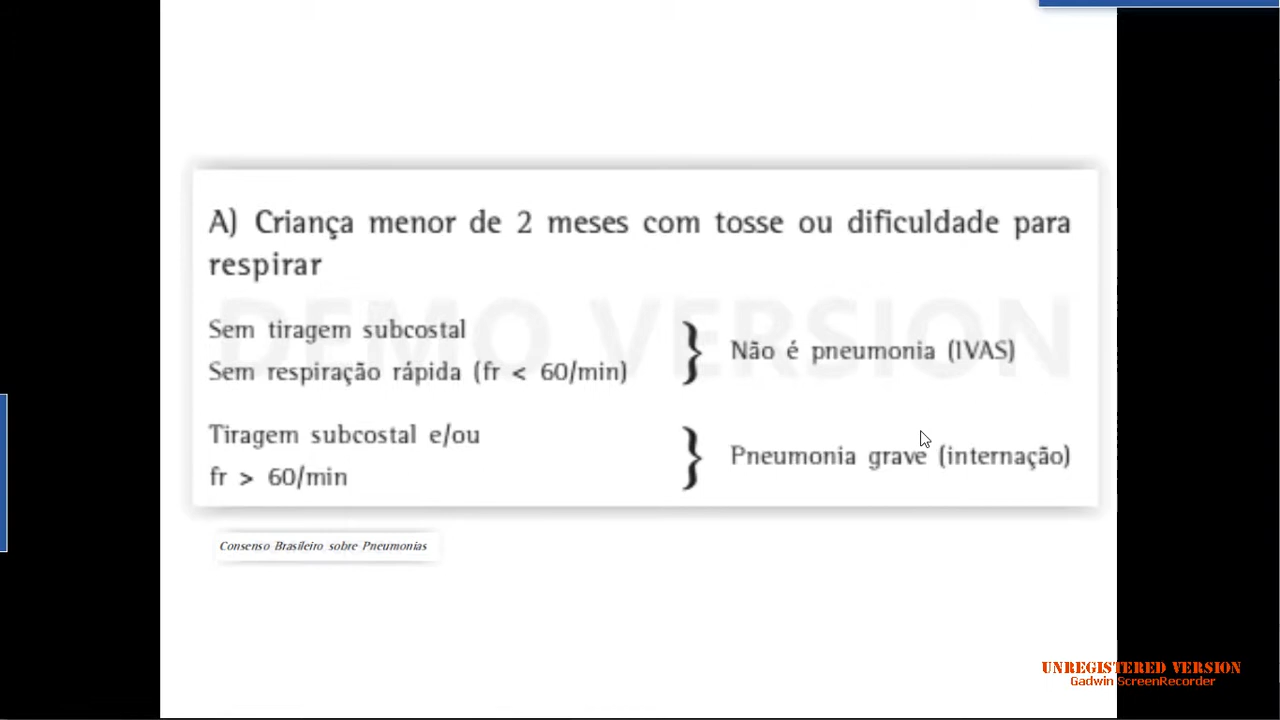 A) Criança menor de 2 meses com tosse ou dificuldade para
respirar
DEMO VERSION
Sem tiragem subcostal
Sem respiração rápida (fr < 60/min)
} Não é pneumonia (IVAS)
Tiragem subcostal e/ou
fr > 60/min
} Pneumonia grave (internação)
Consenso Brasileiro sobre Pneumonias
UNREGISTERED VERSION
Gadwin ScreenRecorder